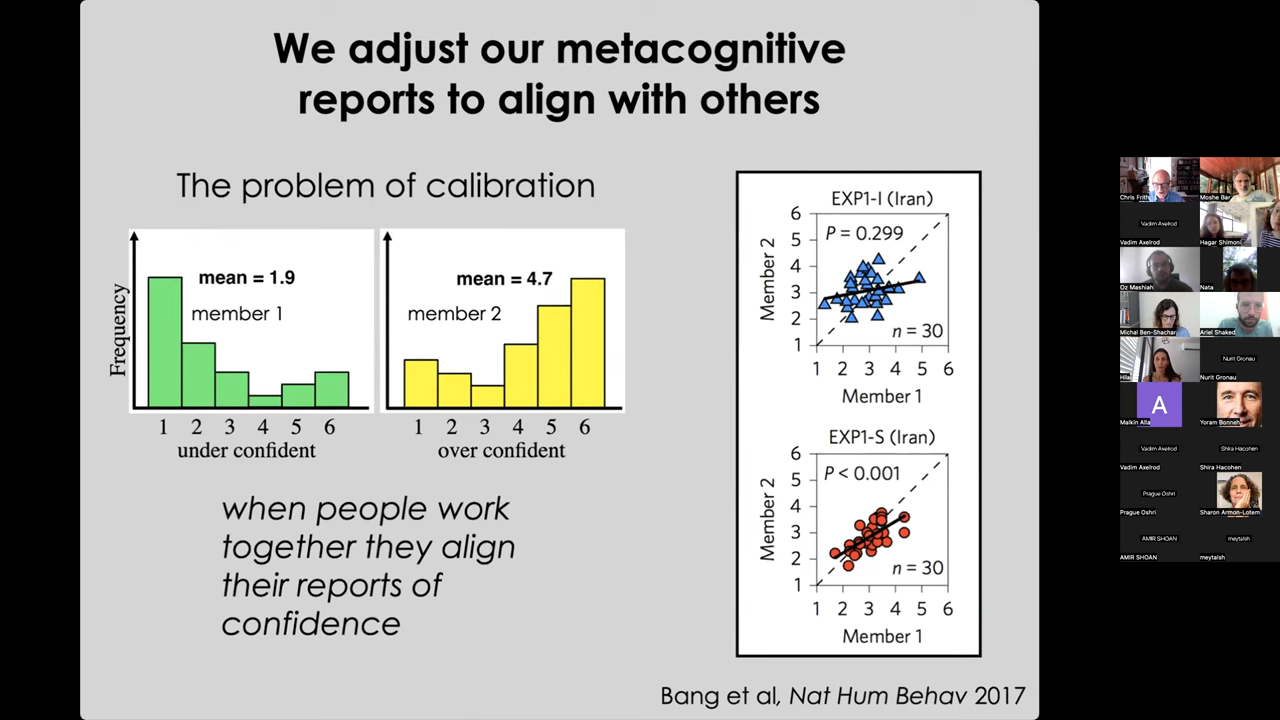 We adjust our metacognitive
reports to align with others
The problem of calibration
Frequency
mean = 1.9
member 1
1 2 3 4 5 6
under confident
mean = 4.7
member 2
1 2 3 4 5 6
over confident
when people work
together they align
their reports of
confidence
EXP1-I (Iran)
P = 0.299
n = 30
Member 2
6
5
4
3
2
1
1 2 3 4 5 6
Member 1
EXP1-S (Iran)
P < 0.001
n = 30
Member 2
6
5
4
3
2
1
1 2 3 4 5 6
Member 1
Bang et al, Nat Hum Behav 2017
Chris Frith
Moshe Bar
Vadim Axelrod
Vadim Axelrod
Hagar Shimoni
Oz Mashiah
Nata
Michal Ben-Shachar
Ariel Shaked
Hila
Nurit Gronau
Nurit Gronau
A
Malkin Alla
Yoram Bonneh
Vadim Axelrod
Vadim Axelrod
Shira Hacohen
Shira Hacohen
Prague Oshri
Prague Oshri
Sharon Armon-Lotem
AMIR SHOAN
AMIR SHOAN
meytalsh
meytalsh